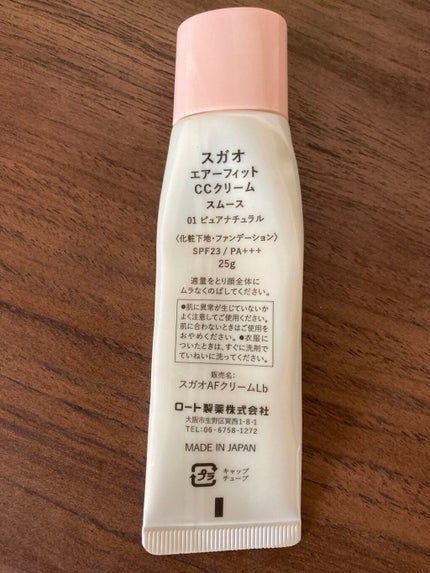 スガオ
エアーフィット
CCクリーム
スムース
01 ピュアナチュラル
〈化粧下地・ファンデーション〉
SPF23 / PA+++
25g
適量をとり顔全体に
ムラなくのばしてください。
●肌に異常が生じていないか
よく注意してご使用ください。
肌に合わないときはご使用を
おやめください。●衣服に
ついたときは、すぐに洗剤で
ていねいに洗ってください。
販売名:
スガオAFクリームLb
ロート製薬株式会社
大阪市生野区巽西1-8-1
TEL:06-6758-1272
MADE IN JAPAN
プラ
キャップ
チューブ